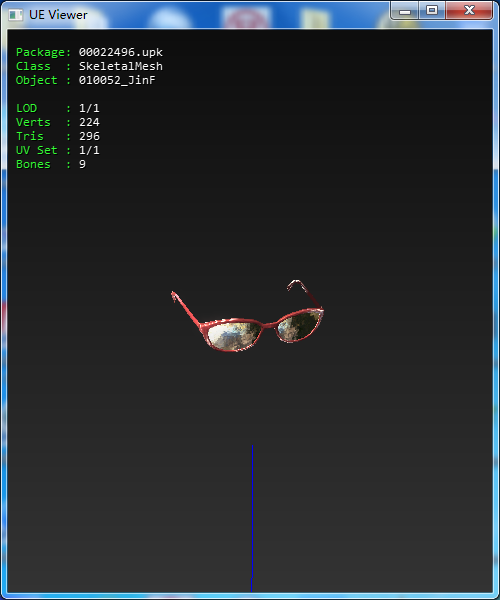 UE Viewer
Package: 00022496.upk
Class  : SkeletalMesh
Object : 010052_JinF
LOD    : 1/1
Verts  : 224
Tris   : 296
UV Set : 1/1
Bones  : 9